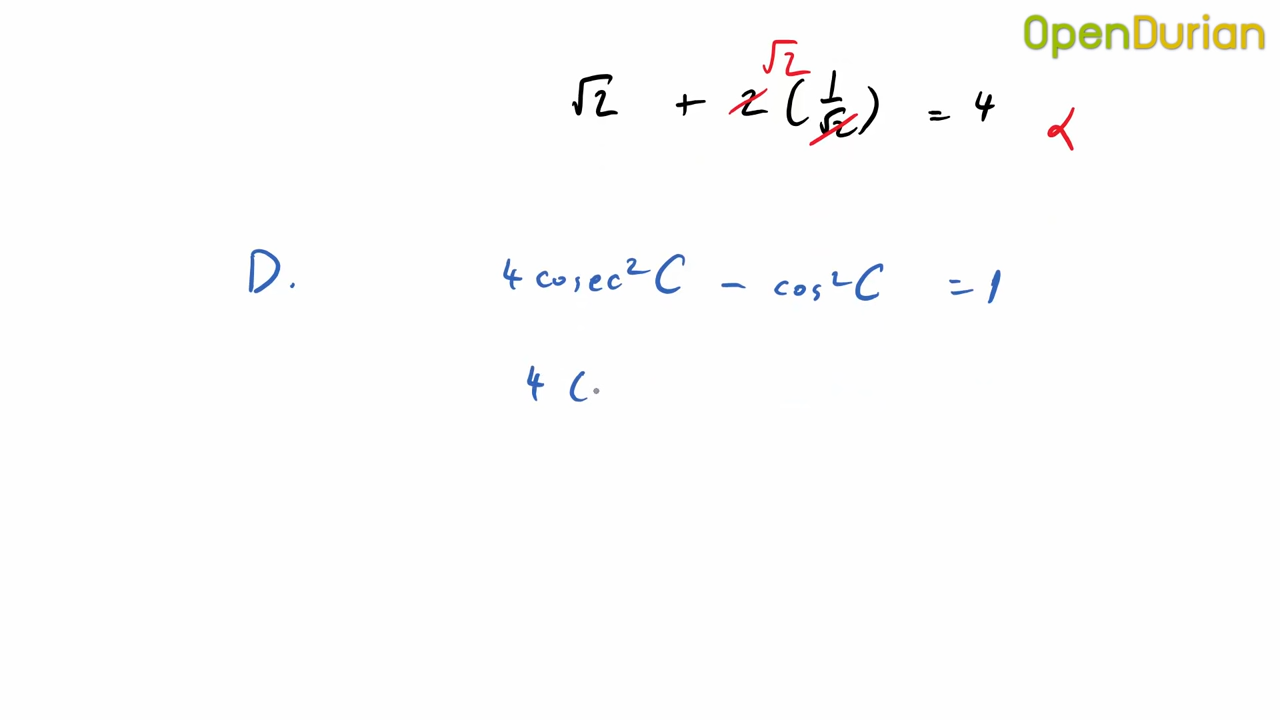 OpenDurian
√2
√2 + 2 (1/√2) = 4
D. 4 cosec²C - cos²C = 1
4 (